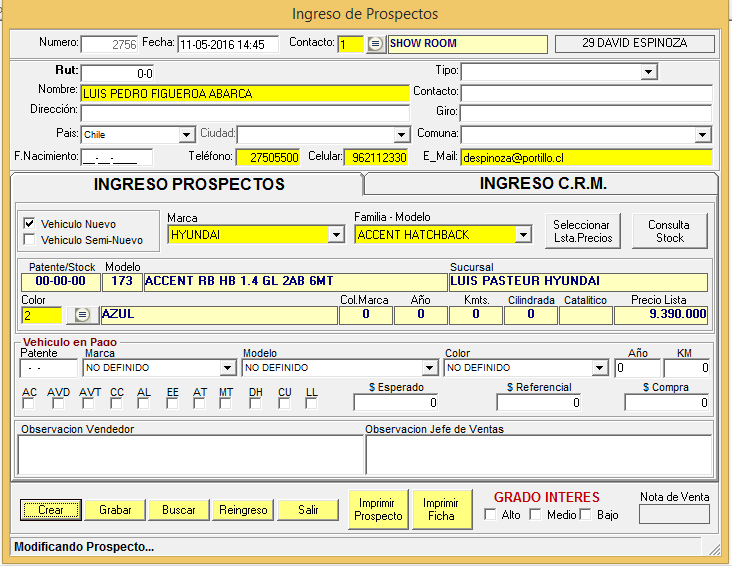 Ingreso de Prospectos
Numero: 2756 Fecha: 11-05-2016 14:45 Contacto: 1 SHOW ROOM 29 DAVID ESPINOZA
Rut: 0-0 Tipo:
Nombre: LUIS PEDRO FIGUEROA ABARCA Contacto:
Dirección: Giro:
Pais: Chile Ciudad: Comuna:
F.Nacimiento: __-__-____ Teléfono: 27505500 Celular: 962112330 E_Mail: despinoza@portillo.cl
INGRESO PROSPECTOS INGRESO C.R.M.
Vehiculo Nuevo
Vehiculo Semi-Nuevo
Marca
HYUNDAI
Familia - Modelo
ACCENT HATCHBACK
Seleccionar
Lsta.Precios
Consulta
Stock
Patente/Stock Modelo Sucursal
00-00-00 173 ACCENT RB HB 1.4 GL 2AB 6MT LUIS PASTEUR HYUNDAI
Color Col.Marca Año Kmts. Cilindrada Catalitico Precio Lista
2 AZUL 0 0 0 0 9.390.000
Vehiculo en Pago
Patente Marca Modelo Color Año KM
- - NO DEFINIDO NO DEFINIDO NO DEFINIDO 0 0
AC AVD AVT CC AL EE AT MT DH CU LL $ Esperado $ Referencial $ Compra
0 0 0
Observacion Vendedor Observacion Jefe de Ventas
Crear Grabar Buscar Reingreso Salir
Imprimir
Prospecto
Imprimir
Ficha
GRADO INTERES
Alto Medio Bajo
Nota de Venta
Modificando Prospecto...